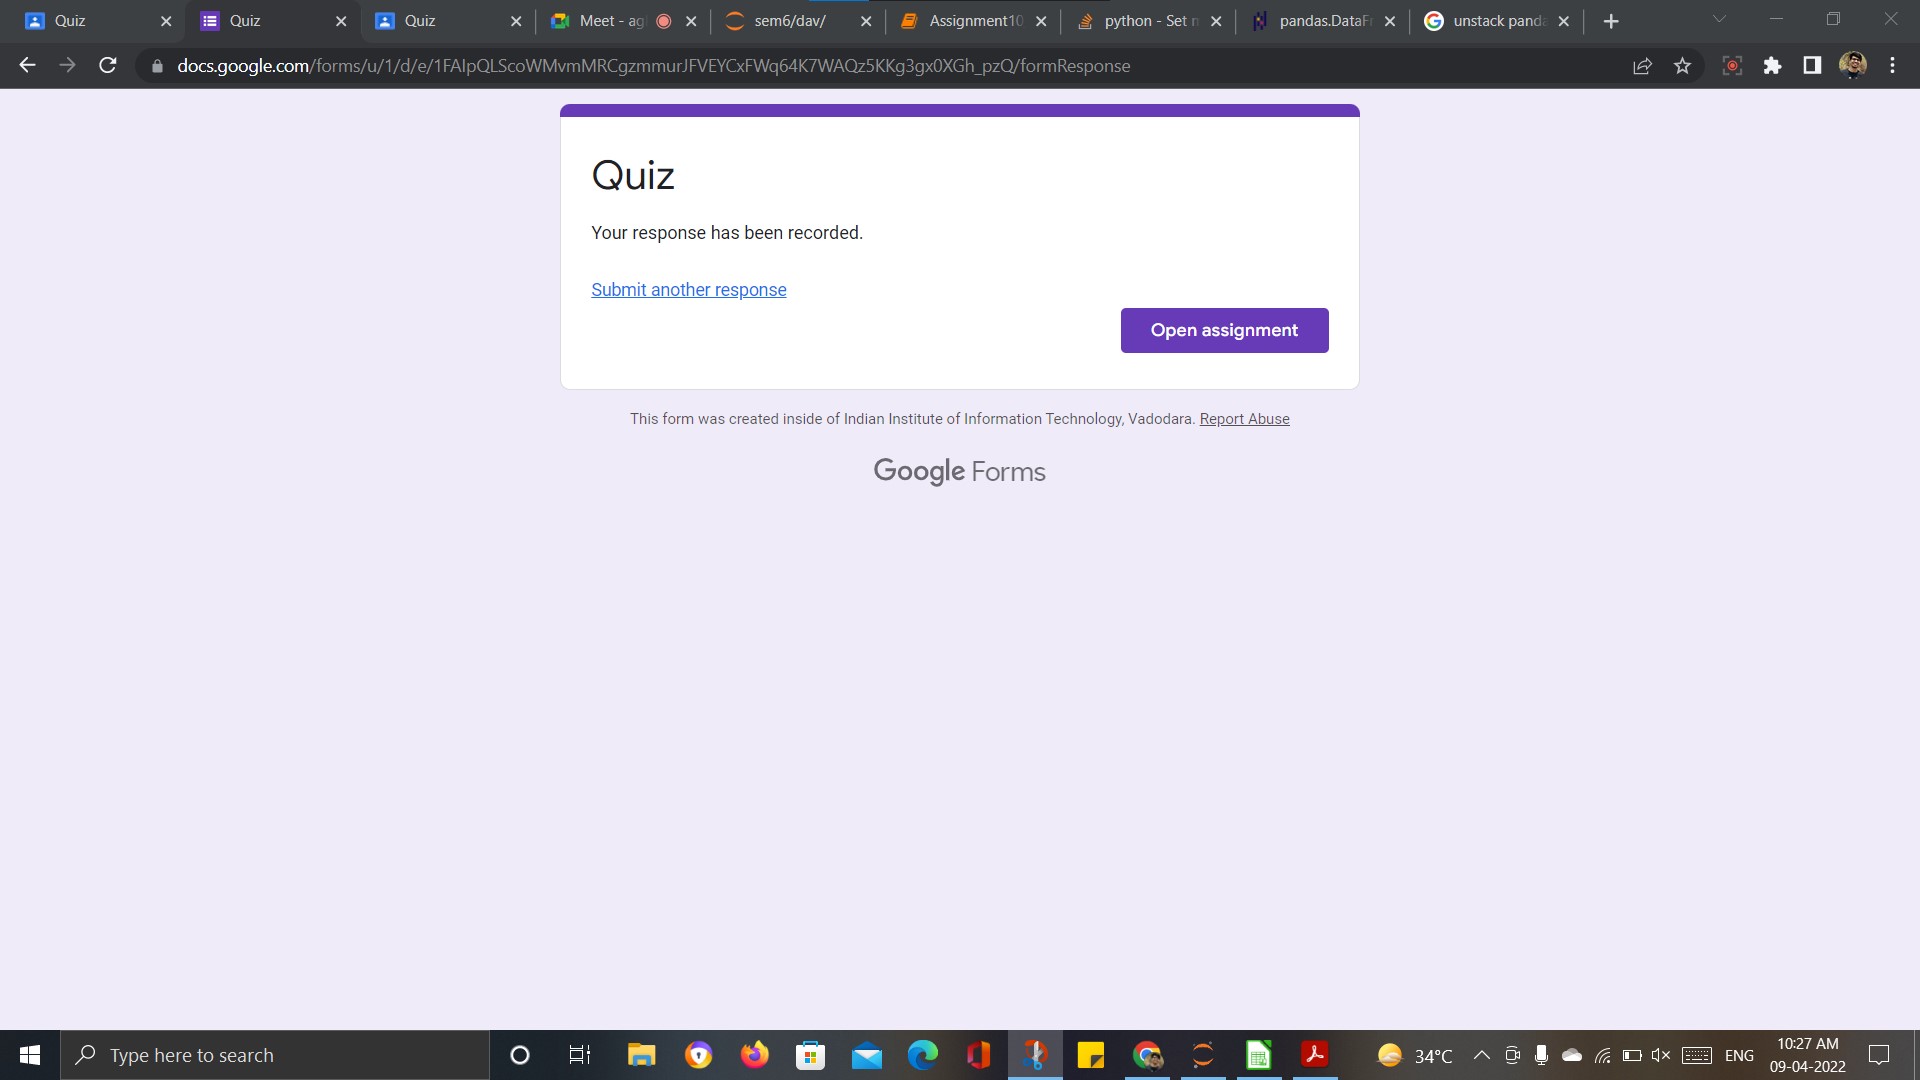 Quiz
Quiz
Quiz
Meet - ag
sem6/dav/
Assignment10
python - Set m
pandas.DataFr
unstack panda
docs.google.com/forms/u/1/d/e/1FAIpQLScoWMvmMRCgzmmurJFVEYCxFWq64K7WAQz5KKg3gx0XGh_pzQ/formResponse
Quiz
Your response has been recorded.
Submit another response
Open assignment
This form was created inside of Indian Institute of Information Technology, Vadodara. Report Abuse
Google Forms
Type here to search
34°C
ENG
10:27 AM
09-04-2022